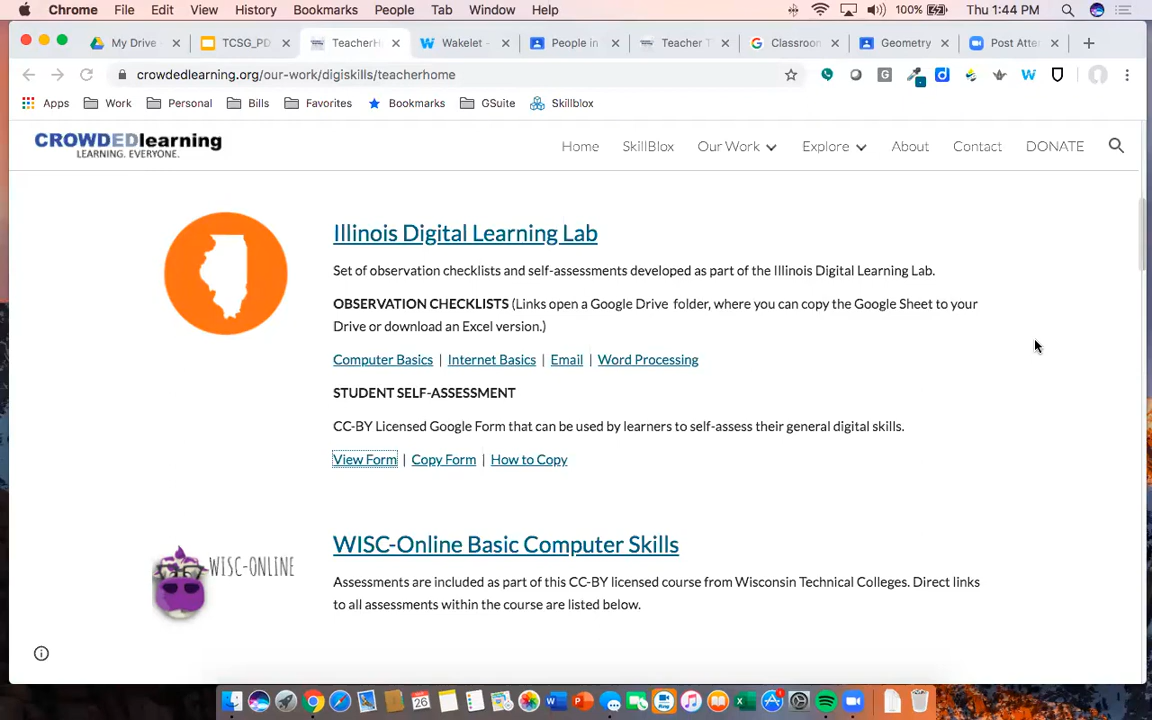 Chrome File Edit View History Bookmarks People Tab Window Help 100% Thu 1:44 PM
My Drive TCSG_PD TeacherH Wakelet - People in Teacher T Classroom Geometry Post Atte
crowdedlearning.org/our-work/digiskills/teacherhome
Apps Work Personal Bills Favorites Bookmarks GSuite Skillblox
CROWDEDlearning
LEARNING. EVERYONE.
Home SkillBlox Our Work Explore About Contact DONATE
Illinois Digital Learning Lab
Set of observation checklists and self-assessments developed as part of the Illinois Digital Learning Lab.
OBSERVATION CHECKLISTS (Links open a Google Drive folder, where you can copy the Google Sheet to your
Drive or download an Excel version.)
Computer Basics | Internet Basics | Email | Word Processing
STUDENT SELF-ASSESSMENT
CC-BY Licensed Google Form that can be used by learners to self-assess their general digital skills.
View Form | Copy Form | How to Copy
WISC-ONLINE
WISC-Online Basic Computer Skills
Assessments are included as part of this CC-BY licensed course from Wisconsin Technical Colleges. Direct links
to all assessments within the course are listed below.
26